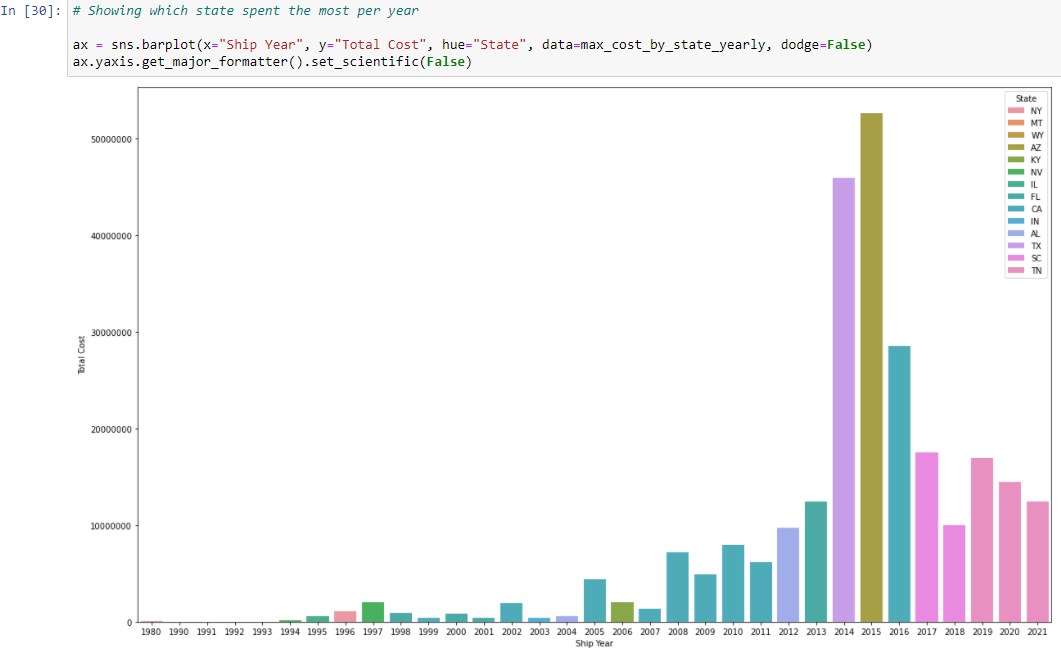 In [30]: # Showing which state spent the most per year
ax = sns.barplot(x="Ship Year", y="Total Cost", hue="State", data=max_cost_by_state_yearly, dodge=False)
ax.yaxis.get_major_formatter().set_scientific(False)
State
NY
MT
WY
AZ
KY
NV
IL
FL
CA
IN
AL
TX
SC
TN
50000000
40000000
30000000
20000000
10000000
0
Total Cost
1980 1990 1991 1992 1993 1994 1995 1996 1997 1998 1999 2000 2001 2002 2003 2004 2005 2006 2007 2008 2009 2010 2011 2012 2013 2014 2015 2016 2017 2018 2019 2020 2021
Ship Year